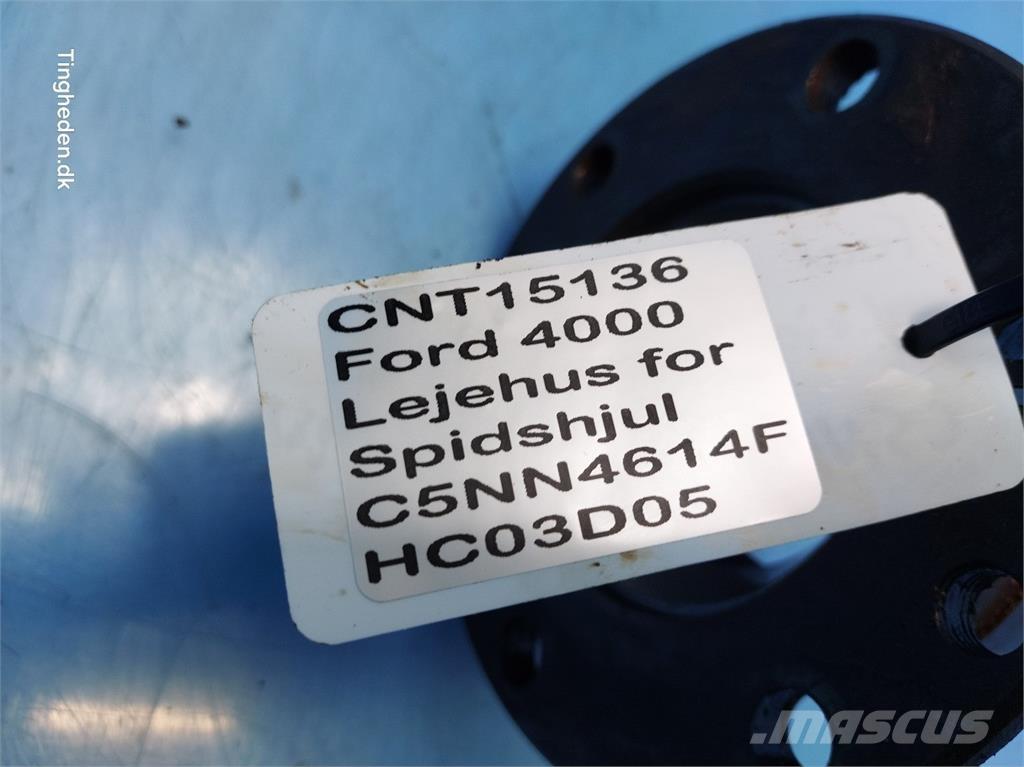 Tingheden.dk
CNT15136
Ford 4000
Lejehus for
Spidshjul
C5NN4614F
HC03D05
MASCUS